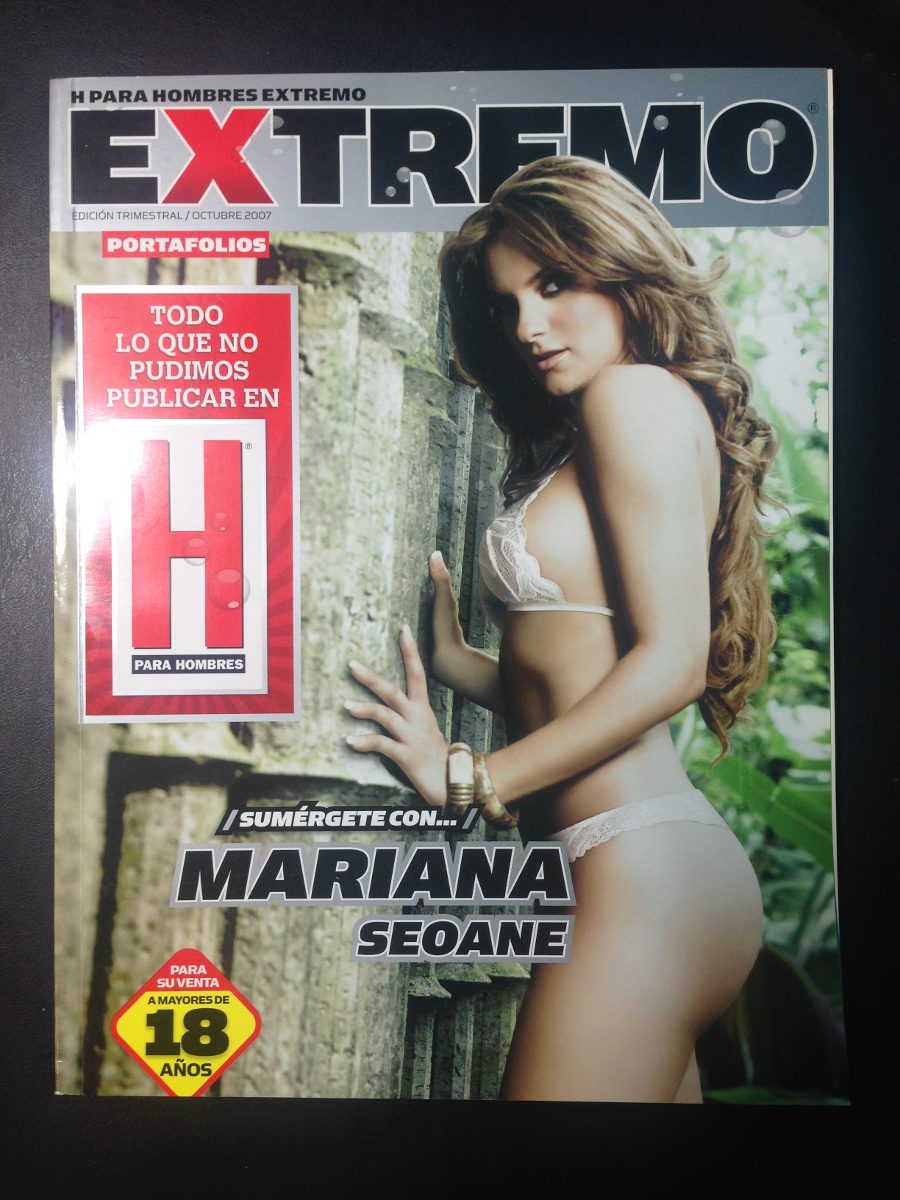 H PARA HOMBRES EXTREMO
EXTREMO®
EDICIÓN TRIMESTRAL / OCTUBRE 2007
PORTAFOLIOS
TODO
LO QUE NO
PUDIMOS
PUBLICAR EN
H®
PARA HOMBRES
/ SUMÉRGETE CON... /
MARIANA
SEOANE
PARA
SU VENTA
A MAYORES DE
18
AÑOS